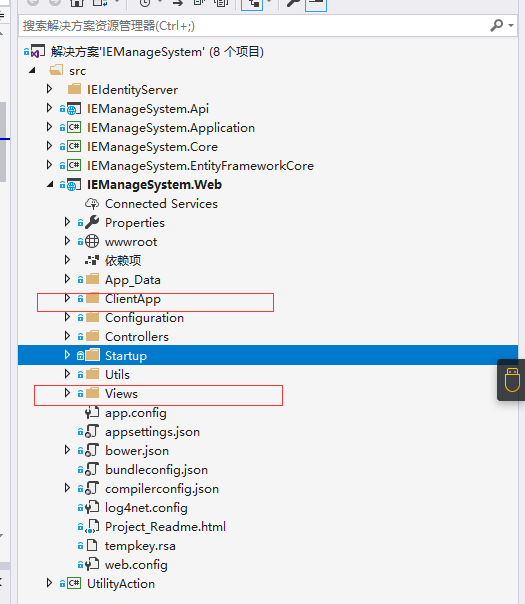 搜索解决方案资源管理器(Ctrl+;)
解决方案'IEManageSystem' (8 个项目)
src
IEIdentityServer
IEManageSystem.Api
C# IEManageSystem.Application
C# IEManageSystem.Core
C# IEManageSystem.EntityFrameworkCore
IEManageSystem.Web
Connected Services
Properties
wwwroot
依赖项
App_Data
ClientApp
Configuration
Controllers
Startup
Utils
Views
app.config
appsettings.json
bower.json
bundleconfig.json
compilerconfig.json
log4net.config
Project_Readme.html
tempkey.rsa
web.config
C# UtilityAction